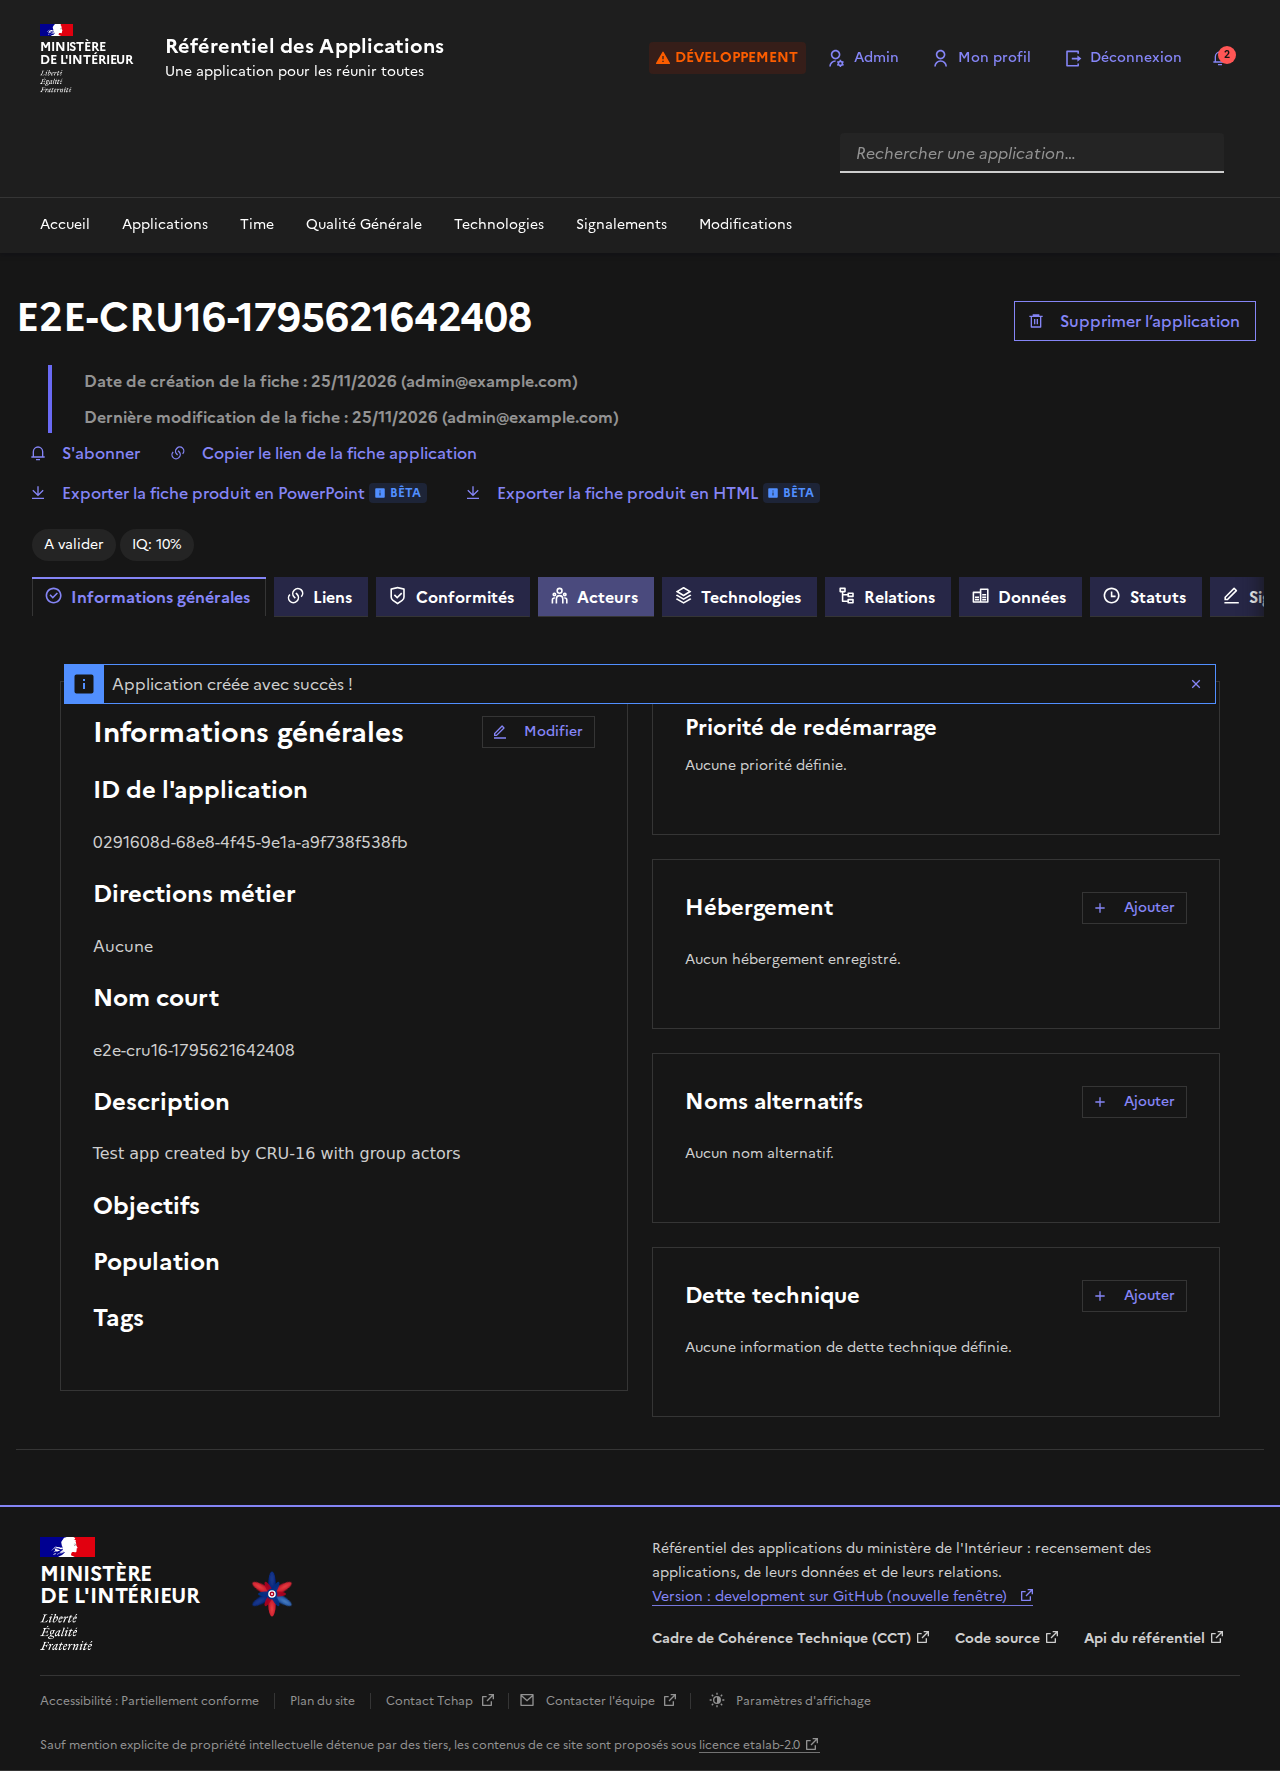 MINISTÈRE
DE L'INTÉRIEUR
Liberté
Égalité
Fraternité
Référentiel des Applications
Une application pour les réunir toutes
DÉVELOPPEMENT
Admin
Mon profil
Déconnexion
2
Rechercher une application…
Accueil
Applications
Time
Qualité Générale
Technologies
Signalements
Modifications
E2E-CRU16-1795621642408
Supprimer l’application
Date de création de la fiche : 25/11/2026 (admin@example.com)
Dernière modification de la fiche : 25/11/2026 (admin@example.com)
S'abonner
Copier le lien de la fiche application
Exporter la fiche produit en PowerPoint BÊTA
Exporter la fiche produit en HTML BÊTA
A valider
IQ: 10%
Informations générales
Liens
Conformités
Acteurs
Technologies
Relations
Données
Statuts
Application créée avec succès !
Informations générales
Modifier
ID de l'application
0291608d-68e8-4f45-9e1a-a9f738f538fb
Directions métier
Aucune
Nom court
e2e-cru16-1795621642408
Description
Test app created by CRU-16 with group actors
Objectifs
Population
Tags
Priorité de redémarrage
Aucune priorité définie.
Hébergement
Ajouter
Aucun hébergement enregistré.
Noms alternatifs
Ajouter
Aucun nom alternatif.
Dette technique
Ajouter
Aucune information de dette technique définie.
MINISTÈRE
DE L'INTÉRIEUR
Liberté
Égalité
Fraternité
Référentiel des applications du ministère de l'Intérieur : recensement des
applications, de leurs données et de leurs relations.
Version : development sur GitHub (nouvelle fenêtre)
Cadre de Cohérence Technique (CCT)
Code source
Api du référentiel
Accessibilité : Partiellement conforme
Plan du site
Contact Tchap
Contacter l'équipe
Paramètres d'affichage
Sauf mention explicite de propriété intellectuelle détenue par des tiers, les contenus de ce site sont proposés sous licence etalab-2.0